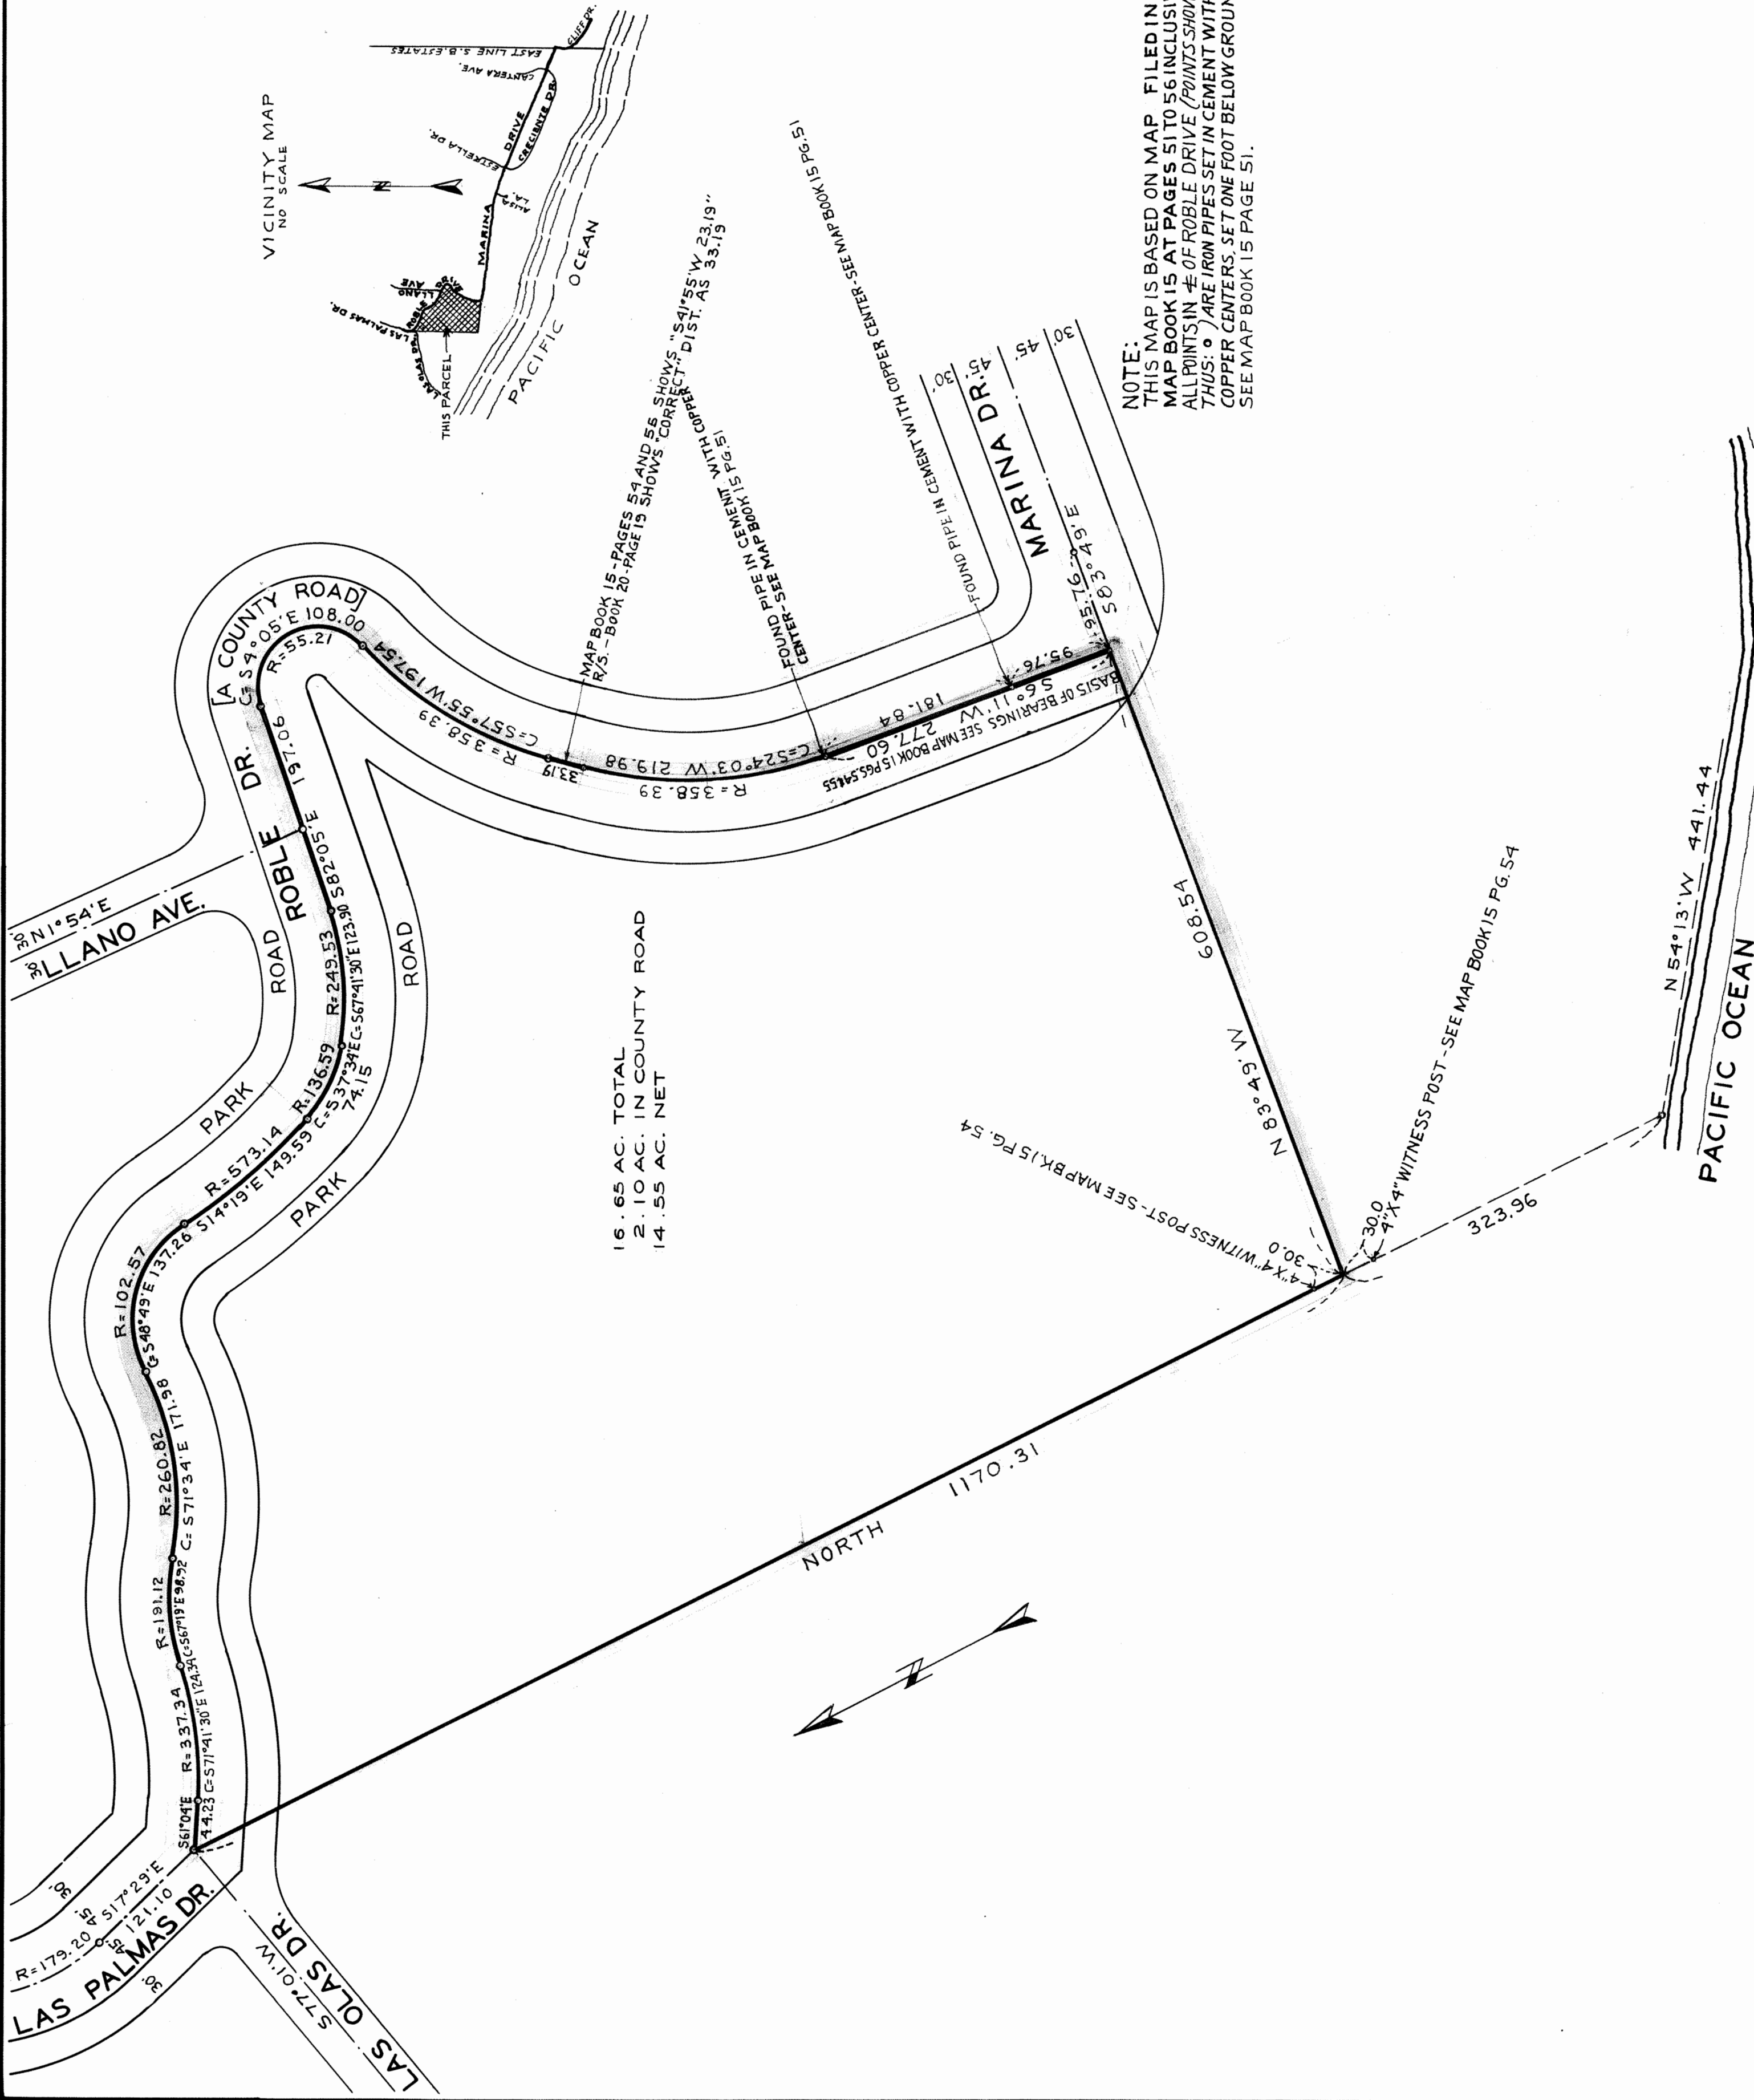 VICINITY MAP
NO SCALE
N
EAST LINE S. B. ESTATES
CLIFF DR.
CANTERA AVE.
DRIVE
CRECIENTE DR.
ESTRELLA DR.
ALISA
LA.
MARINA
LLANO
AVE
ROBLE
DRIVE
LAS PALMAS DR.
LAS OLAS DR.
THIS PARCEL
PACIFIC OCEAN
MAP BOOK 15 - PAGES 54 AND 55 SHOWS "S41°55'W 23.19"
R/S. - BOOK 20 - PAGE 19 SHOWS "CORRECT" DIST. AS 33.19
FOUND PIPE IN CEMENT WITH COPPER
CENTER - SEE MAP BOOK 15 PG. 51
FOUND PIPE IN CEMENT WITH COPPER CENTER - SEE MAP BOOK 15 PG. 51
NOTE:
THIS MAP IS BASED ON MAP FILED IN
MAP BOOK 15 AT PAGES 51 TO 56 INCLUSIV
ALL POINTS IN ℄ OF ROBLE DRIVE (POINTS SHOW
THUS: o ) ARE IRON PIPES SET IN CEMENT WITH
COPPER CENTERS, SET ONE FOOT BELOW GROUN
SEE MAP BOOK 15 PAGE 51.
30'
45'
MARINA DR.
45'
30'
S83°49'E
95.76
95.76
S6°11'W
181.84
277.60
BASIS OF BEARINGS SEE MAP BOOK 15 PGS. 54&55
C=S24°03'W 219.98
R=358.39
33.19
C=S57°55'W 197.54
R=358.39
[A COUNTY ROAD]
C=S4°05'E 108.00
R=55.21
ROBLE DR.
197.06
S82°05'E
30'
30'
N1°54'E
LLANO AVE.
PARK ROAD
PARK ROAD
R=249.53
C=S67°41'30"E 123.90
R=136.59
C=S37°34'E
74.15
R=573.14
S14°19'E 149.59
R=102.57
C=S48°49'E 137.26
R=260.82
C=S71°34'E 171.98
R=191.12
C=S67°19'E 98.92
R=337.34
C=S71°41'30"E 124.34
S61°04'E
44.23
R=179.20
S17°29'E
121.10
30'
45'
45'
30'
LAS PALMAS DR.
S77°01'W
LAS OLAS DR.
16.65 AC. TOTAL
2.10 AC. IN COUNTY ROAD
14.55 AC. NET
608.54
N 83°49' W
4"X4" WITNESS POST - SEE MAP BK. 15 PG. 54
30.0
30.0
4"X4" WITNESS POST - SEE MAP BOOK 15 PG. 54
323.96
NORTH 1170.31
N
N 54°13' W 441.44
PACIFIC OCEAN